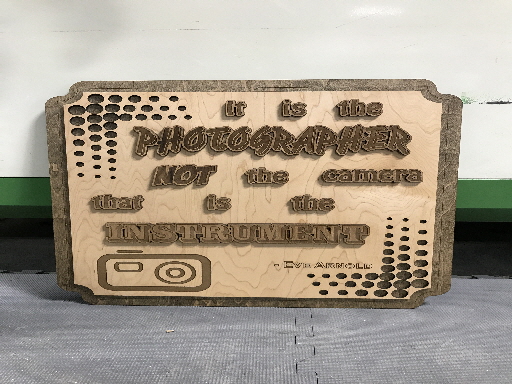 it is the
PHOTOGRAPHER
NOT the camera
that is the
INSTRUMENT
- EVE ARNOLD